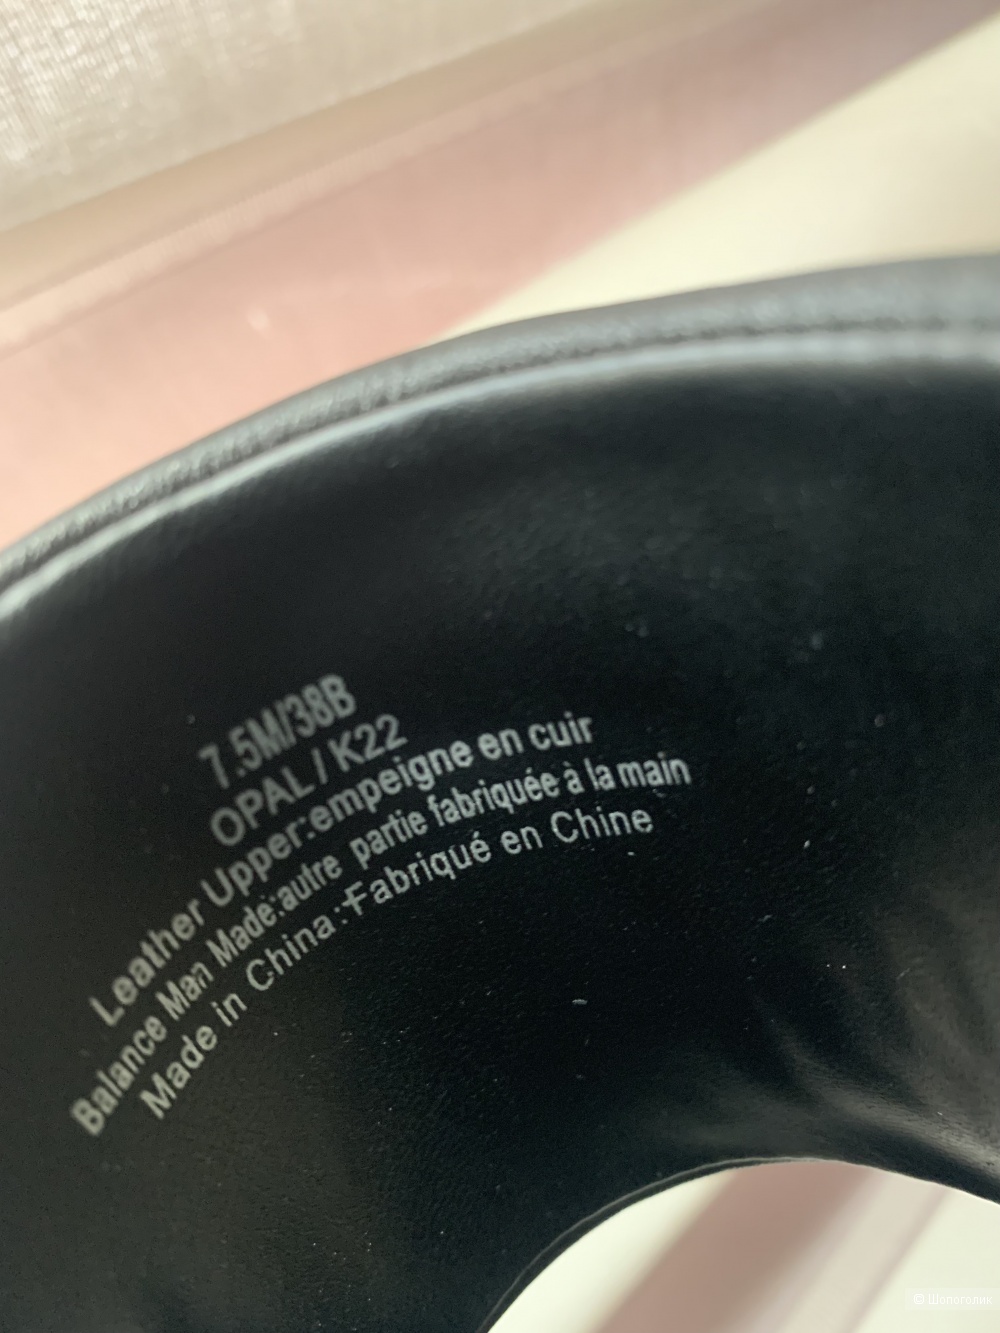 7.5M/38B
OPAL / K22
Leather Upper:empeigne en cuir
Balance Man Made:autre partie fabriquée à la main
Made in China:Fabriqué en Chine
© Шопоголик